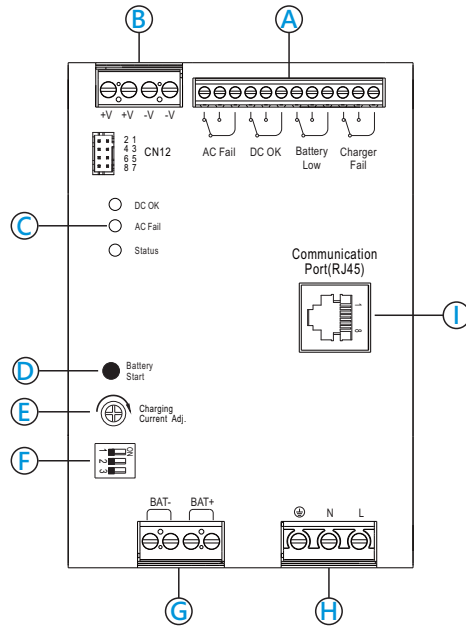 B
A
+V +V -V -V
2 1
4 3
6 5
8 7
CN12
AC Fail DC OK Battery Low Charger Fail
DC OK
C
AC Fail
Status
Communication
Port(RJ45)
1
8
I
D
Battery
Start
E
Charging
Current Adj.
F
ON
1
2
3
BAT- BAT+
N L
G
H